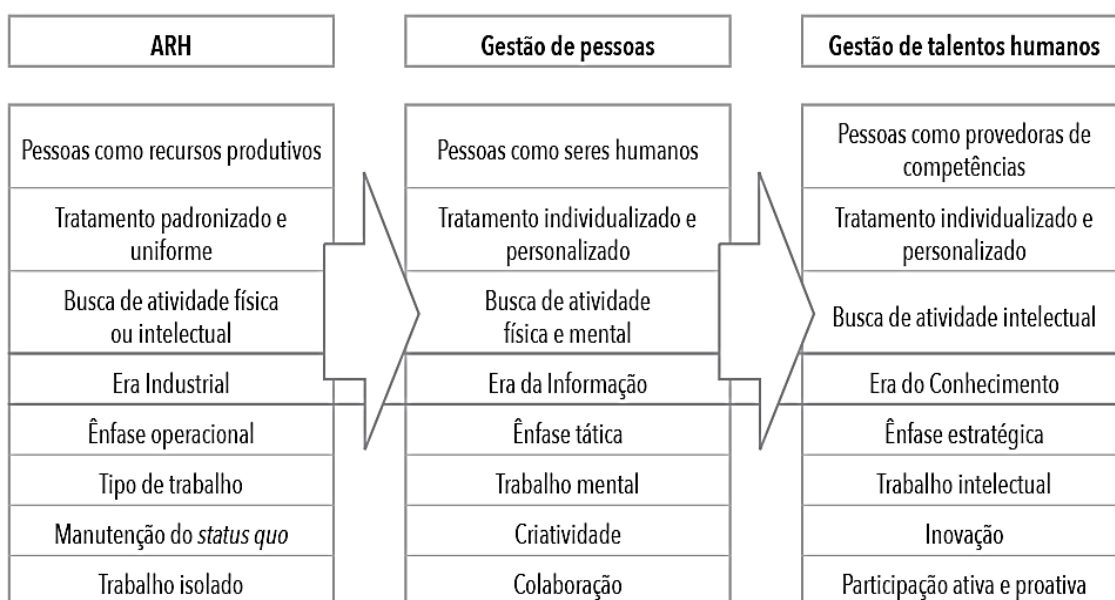 ARH
Pessoas como recursos produtivos
Tratamento padronizado e
uniforme
Busca de atividade física
ou intelectual
Era Industrial
Ênfase operacional
Tipo de trabalho
Manutenção do status quo
Trabalho isolado
Gestão de pessoas
Pessoas como seres humanos
Tratamento individualizado e
personalizado
Busca de atividade
física e mental
Era da Informação
Ênfase tática
Trabalho mental
Criatividade
Colaboração
Gestão de talentos humanos
Pessoas como provedoras de
competências
Tratamento individualizado e
personalizado
Busca de atividade intelectual
Era do Conhecimento
Ênfase estratégica
Trabalho intelectual
Inovação
Participação ativa e proativa